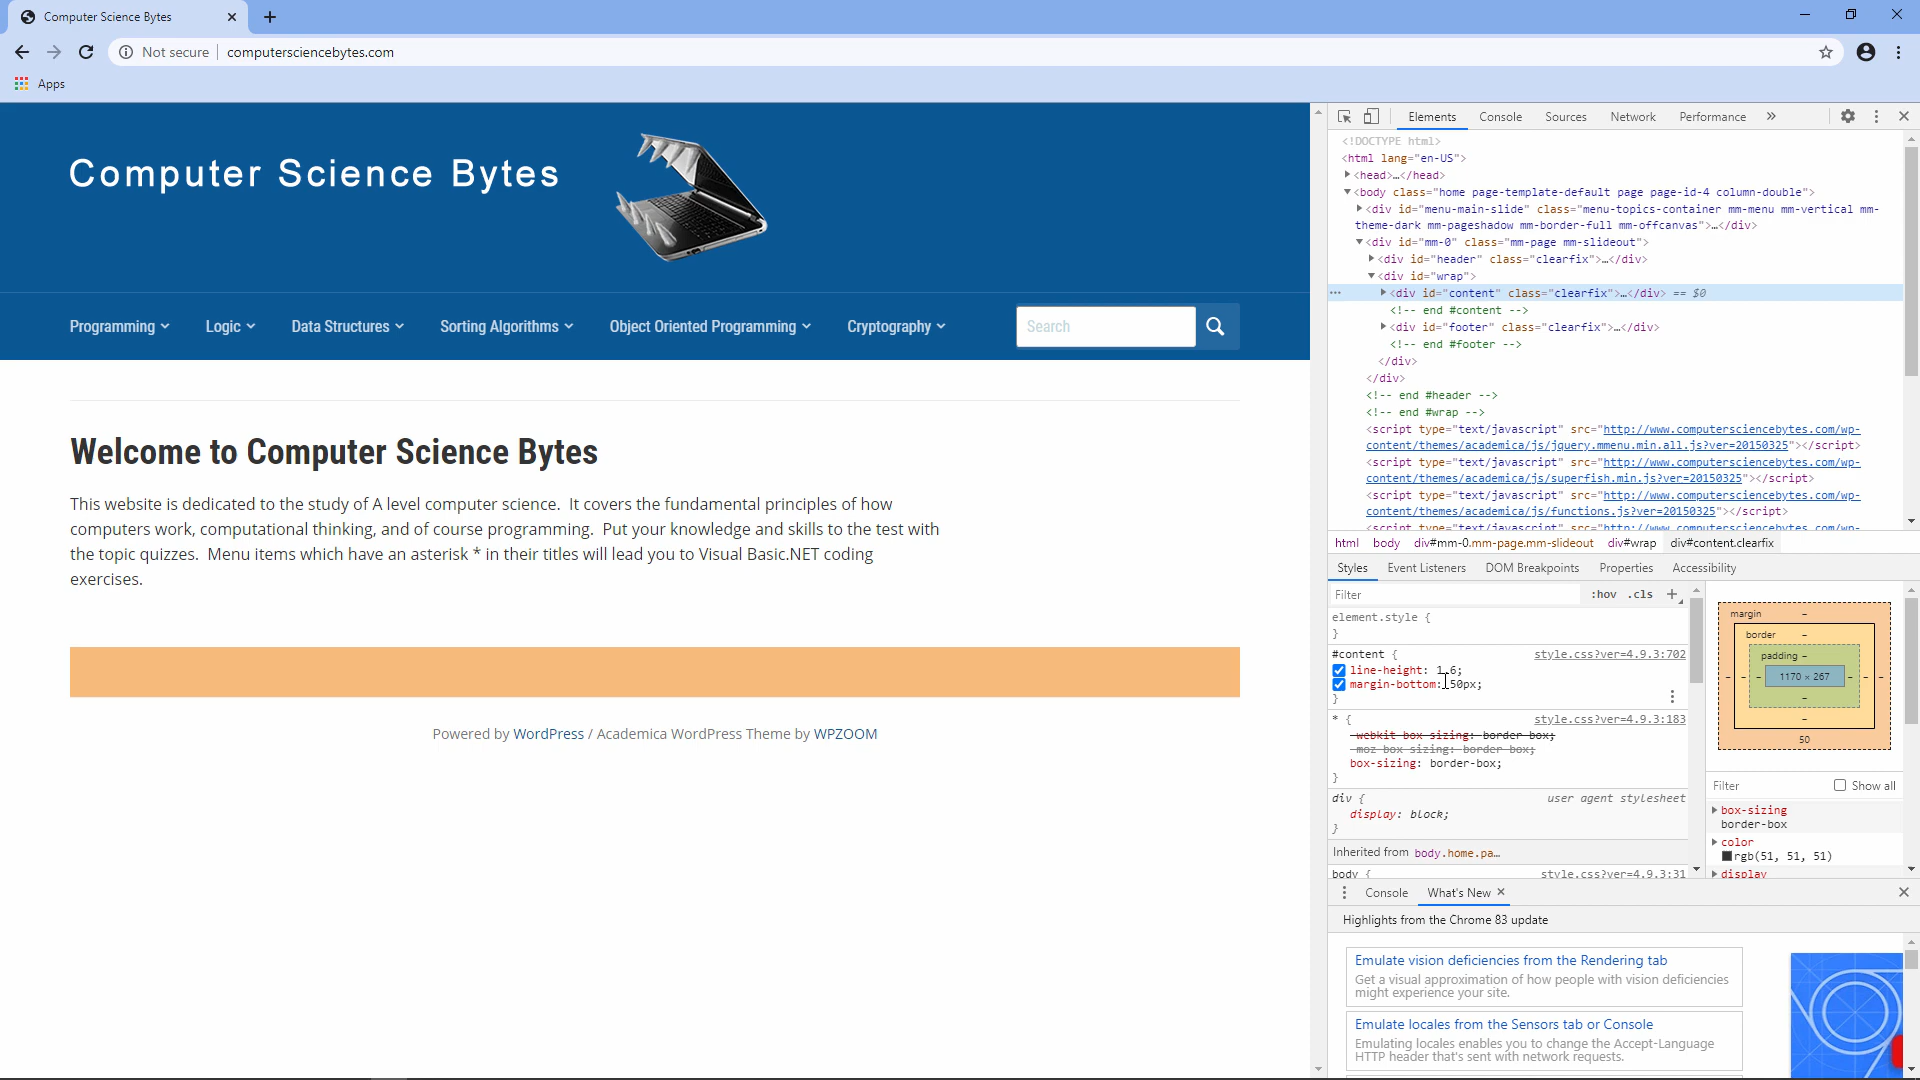 Computer Science Bytes
Not secure computersciencebytes.com
Apps
Computer Science Bytes
Programming Logic Data Structures Sorting Algorithms Object Oriented Programming Cryptography Search
Welcome to Computer Science Bytes
This website is dedicated to the study of A level computer science.  It covers the fundamental principles of how
computers work, computational thinking, and of course programming.  Put your knowledge and skills to the test with
the topic quizzes.  Menu items which have an asterisk * in their titles will lead you to Visual Basic.NET coding
exercises.
Powered by WordPress / Academica WordPress Theme by WPZOOM
Elements Console Sources Network Performance »
<!DOCTYPE html>
<html lang="en-US">
<head>…</head>
<body class="home page-template-default page page-id-4 column-double">
<div id="menu-main-slide" class="menu-topics-container mm-menu mm-vertical mm-
theme-dark mm-pageshadow mm-border-full mm-offcanvas">…</div>
<div id="mm-0" class="mm-page mm-slideout">
<div id="header" class="clearfix">…</div>
<div id="wrap">
<div id="content" class="clearfix">…</div> == $0
<!-- end #content -->
<div id="footer" class="clearfix">…</div>
<!-- end #footer -->
</div>
</div>
<!-- end #header -->
<!-- end #wrap -->
<script type="text/javascript" src="http://www.computersciencebytes.com/wp-
content/themes/academica/js/jquery.mmenu.min.all.js?ver=20150325"></script>
<script type="text/javascript" src="http://www.computersciencebytes.com/wp-
content/themes/academica/js/superfish.min.js?ver=20150325"></script>
<script type="text/javascript" src="http://www.computersciencebytes.com/wp-
content/themes/academica/js/functions.js?ver=20150325"></script>
<script type="text/javascript" src="http://www.computersciencebytes.com/wp-
html body div#mm-0.mm-page.mm-slideout div#wrap div#content.clearfix
Styles Event Listeners DOM Breakpoints Properties Accessibility
Filter :hov .cls +
element.style {
}
#content { style.css?ver=4.9.3:702
line-height: 1.6;
margin-bottom: 50px;
}
* { style.css?ver=4.9.3:183
-webkit-box-sizing: border-box;
-moz-box-sizing: border-box;
box-sizing: border-box;
}
div { user agent stylesheet
display: block;
}
Inherited from body.home.pa…
body { style.css?ver=4.9.3:31
margin –
border –
padding –
– – – 1170 × 267 – – –
–
–
50
Filter Show all
box-sizing
border-box
color
rgb(51, 51, 51)
display
Console What's New
Highlights from the Chrome 83 update
Emulate vision deficiencies from the Rendering tab
Get a visual approximation of how people with vision deficiencies
might experience your site.
Emulate locales from the Sensors tab or Console
Emulating locales enables you to change the Accept-Language
HTTP header that's sent with network requests.